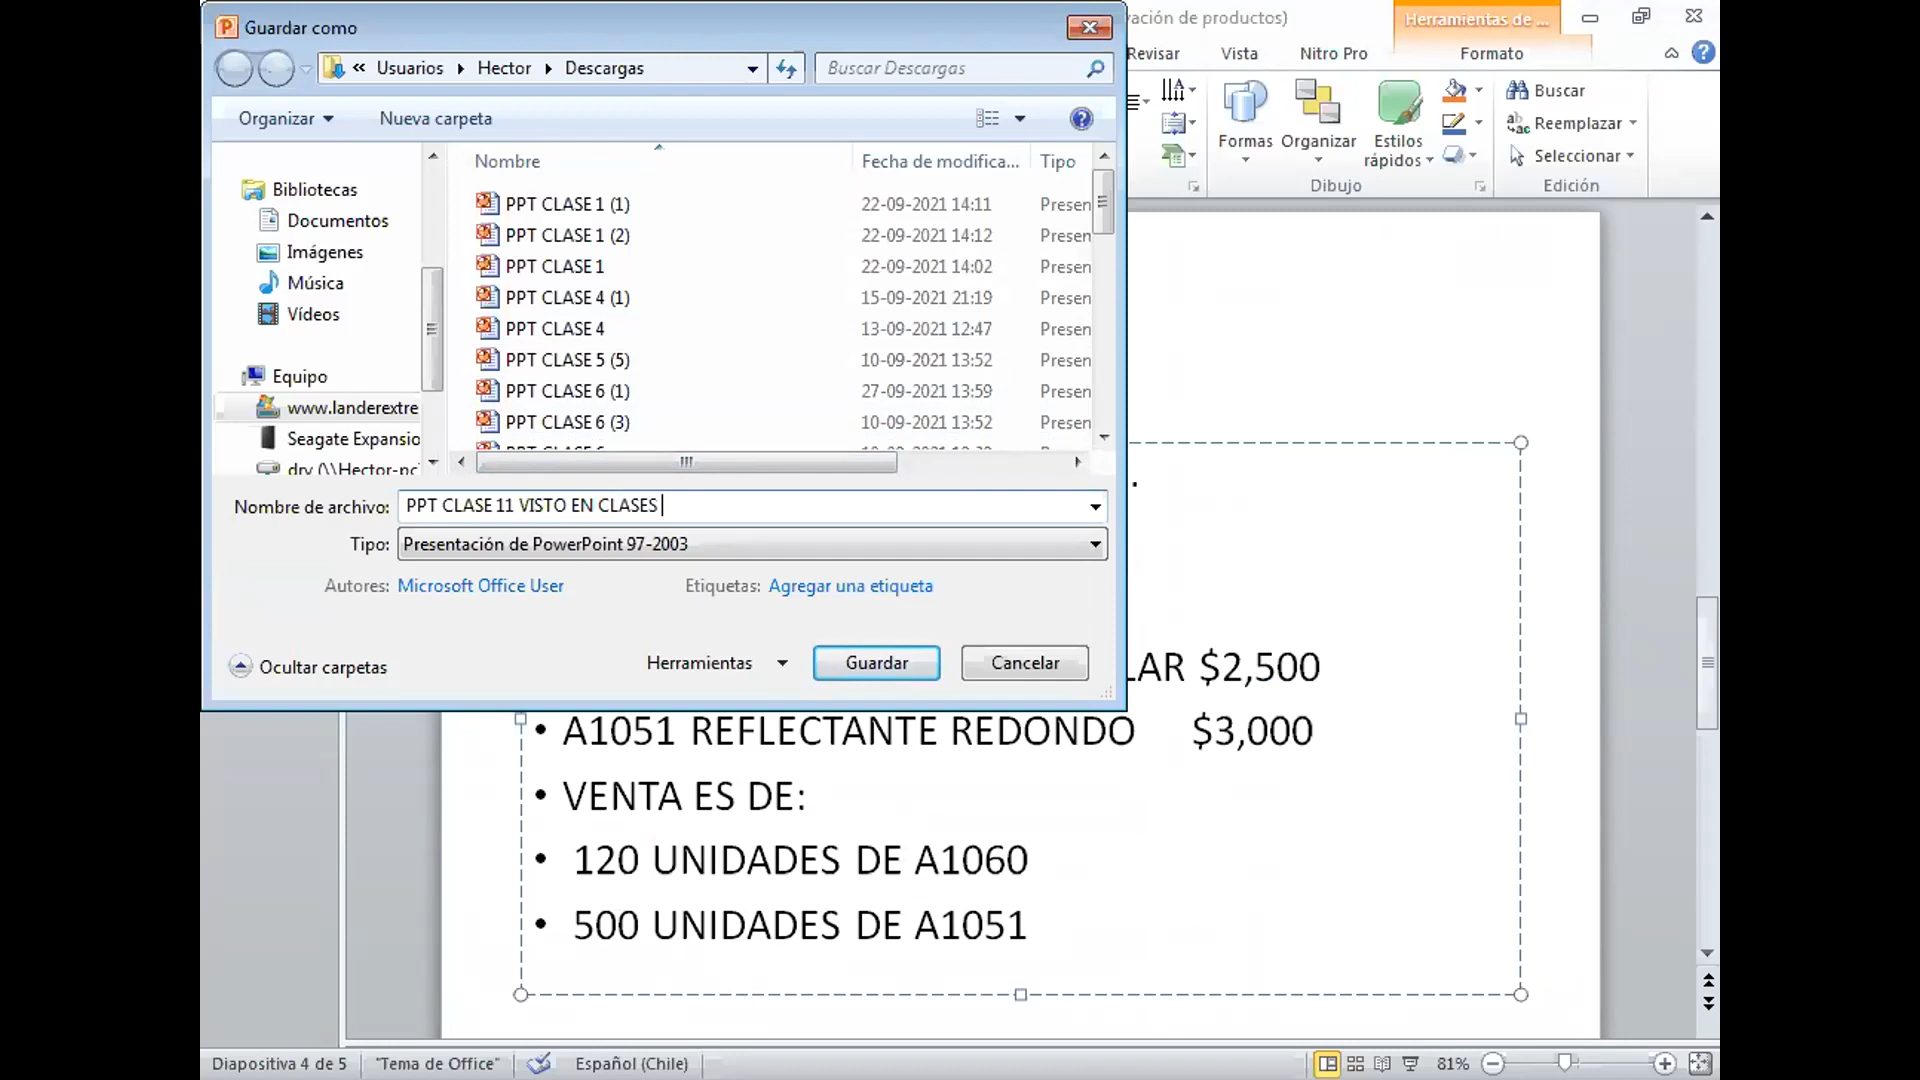 Guardar como
vación de productos)
Herramientas de ...
« Usuarios Hector Descargas
Buscar Descargas
Revisar Vista Nitro Pro Formato
Organizar Nueva carpeta
Buscar
Reemplazar
Seleccionar
Formas Organizar Estilos rápidos
Dibujo Edición
Bibliotecas
Documentos
Imágenes
Música
Vídeos
Equipo
www.landerextre
Seagate Expansio
drv (\\Hector-pc
Nombre Fecha de modifica... Tipo
PPT CLASE 1 (1) 22-09-2021 14:11 Presen
PPT CLASE 1 (2) 22-09-2021 14:12 Presen
PPT CLASE 1 22-09-2021 14:02 Presen
PPT CLASE 4 (1) 15-09-2021 21:19 Presen
PPT CLASE 4 13-09-2021 12:47 Presen
PPT CLASE 5 (5) 10-09-2021 13:52 Presen
PPT CLASE 6 (1) 27-09-2021 13:59 Presen
PPT CLASE 6 (3) 10-09-2021 13:52 Presen
Nombre de archivo: PPT CLASE 11 VISTO EN CLASES
Tipo: Presentación de PowerPoint 97-2003
Autores: Microsoft Office User Etiquetas: Agregar una etiqueta
Ocultar carpetas Herramientas Guardar Cancelar
.
LAR $2,500
• A1051 REFLECTANTE REDONDO $3,000
• VENTA ES DE:
• 120 UNIDADES DE A1060
• 500 UNIDADES DE A1051
Diapositiva 4 de 5 "Tema de Office" Español (Chile) 81%